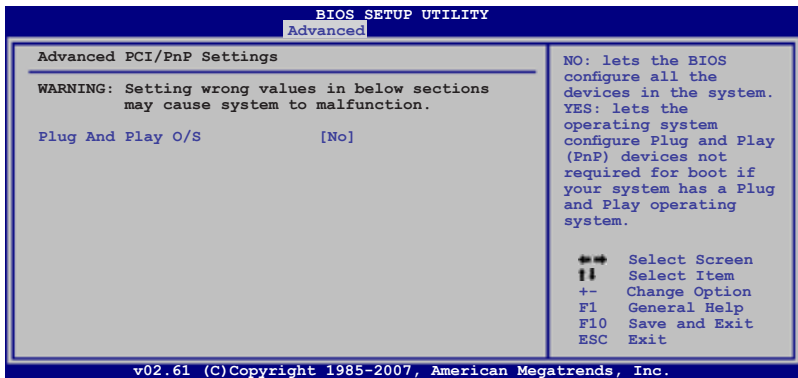 BIOS SETUP UTILITY
Advanced
Advanced PCI/PnP Settings
WARNING: Setting wrong values in below sections
may cause system to malfunction.
Plug And Play O/S [No]
NO: lets the BIOS
configure all the
devices in the system.
YES: lets the
operating system
configure Plug and Play
(PnP) devices not
required for boot if
your system has a Plug
and Play operating
system.
←→ Select Screen
↑↓ Select Item
+- Change Option
F1 General Help
F10 Save and Exit
ESC Exit
v02.61 (C)Copyright 1985-2007, American Megatrends, Inc.